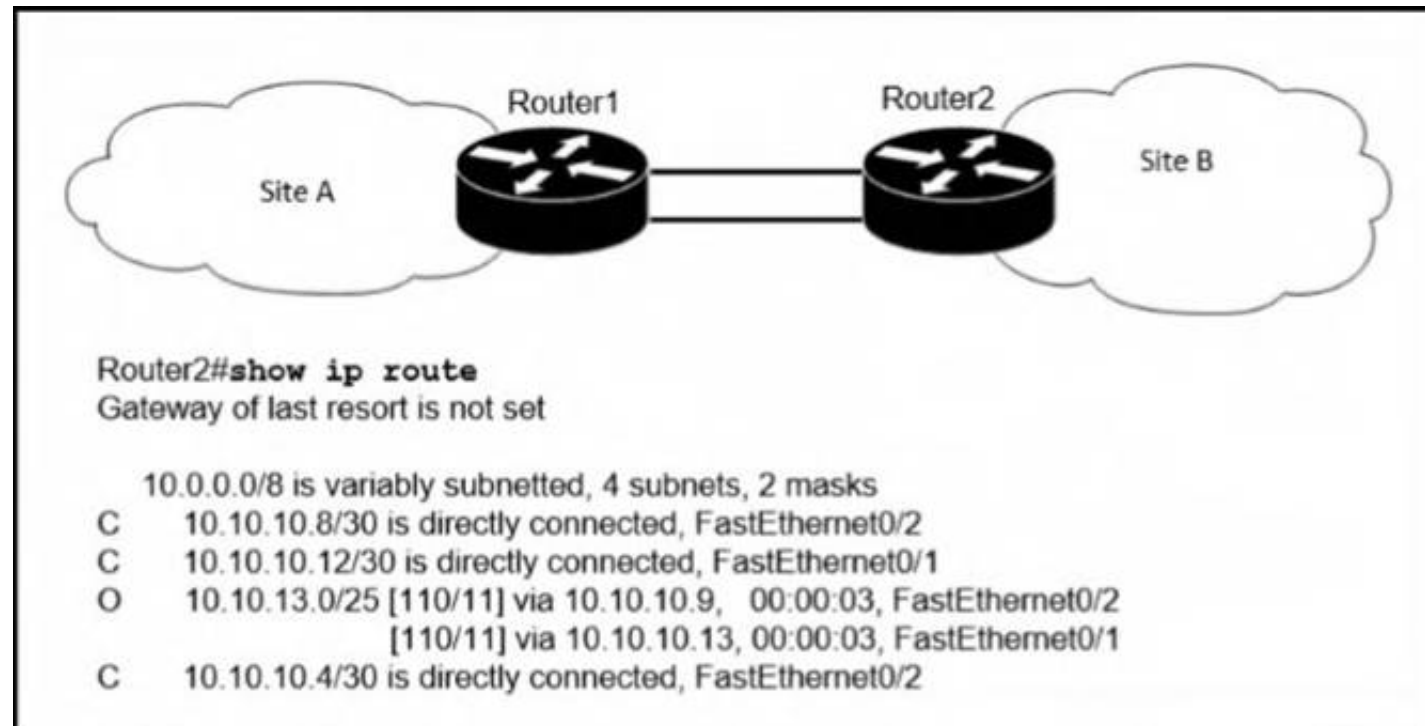 Router1
Router2
Site A
Site B
Router2#show ip route
Gateway of last resort is not set
10.0.0.0/8 is variably subnetted, 4 subnets, 2 masks
C 10.10.10.8/30 is directly connected, FastEthernet0/2
C 10.10.10.12/30 is directly connected, FastEthernet0/1
O 10.10.13.0/25 [110/11] via 10.10.10.9, 00:00:03, FastEthernet0/2
[110/11] via 10.10.10.13, 00:00:03, FastEthernet0/1
C 10.10.10.4/30 is directly connected, FastEthernet0/2